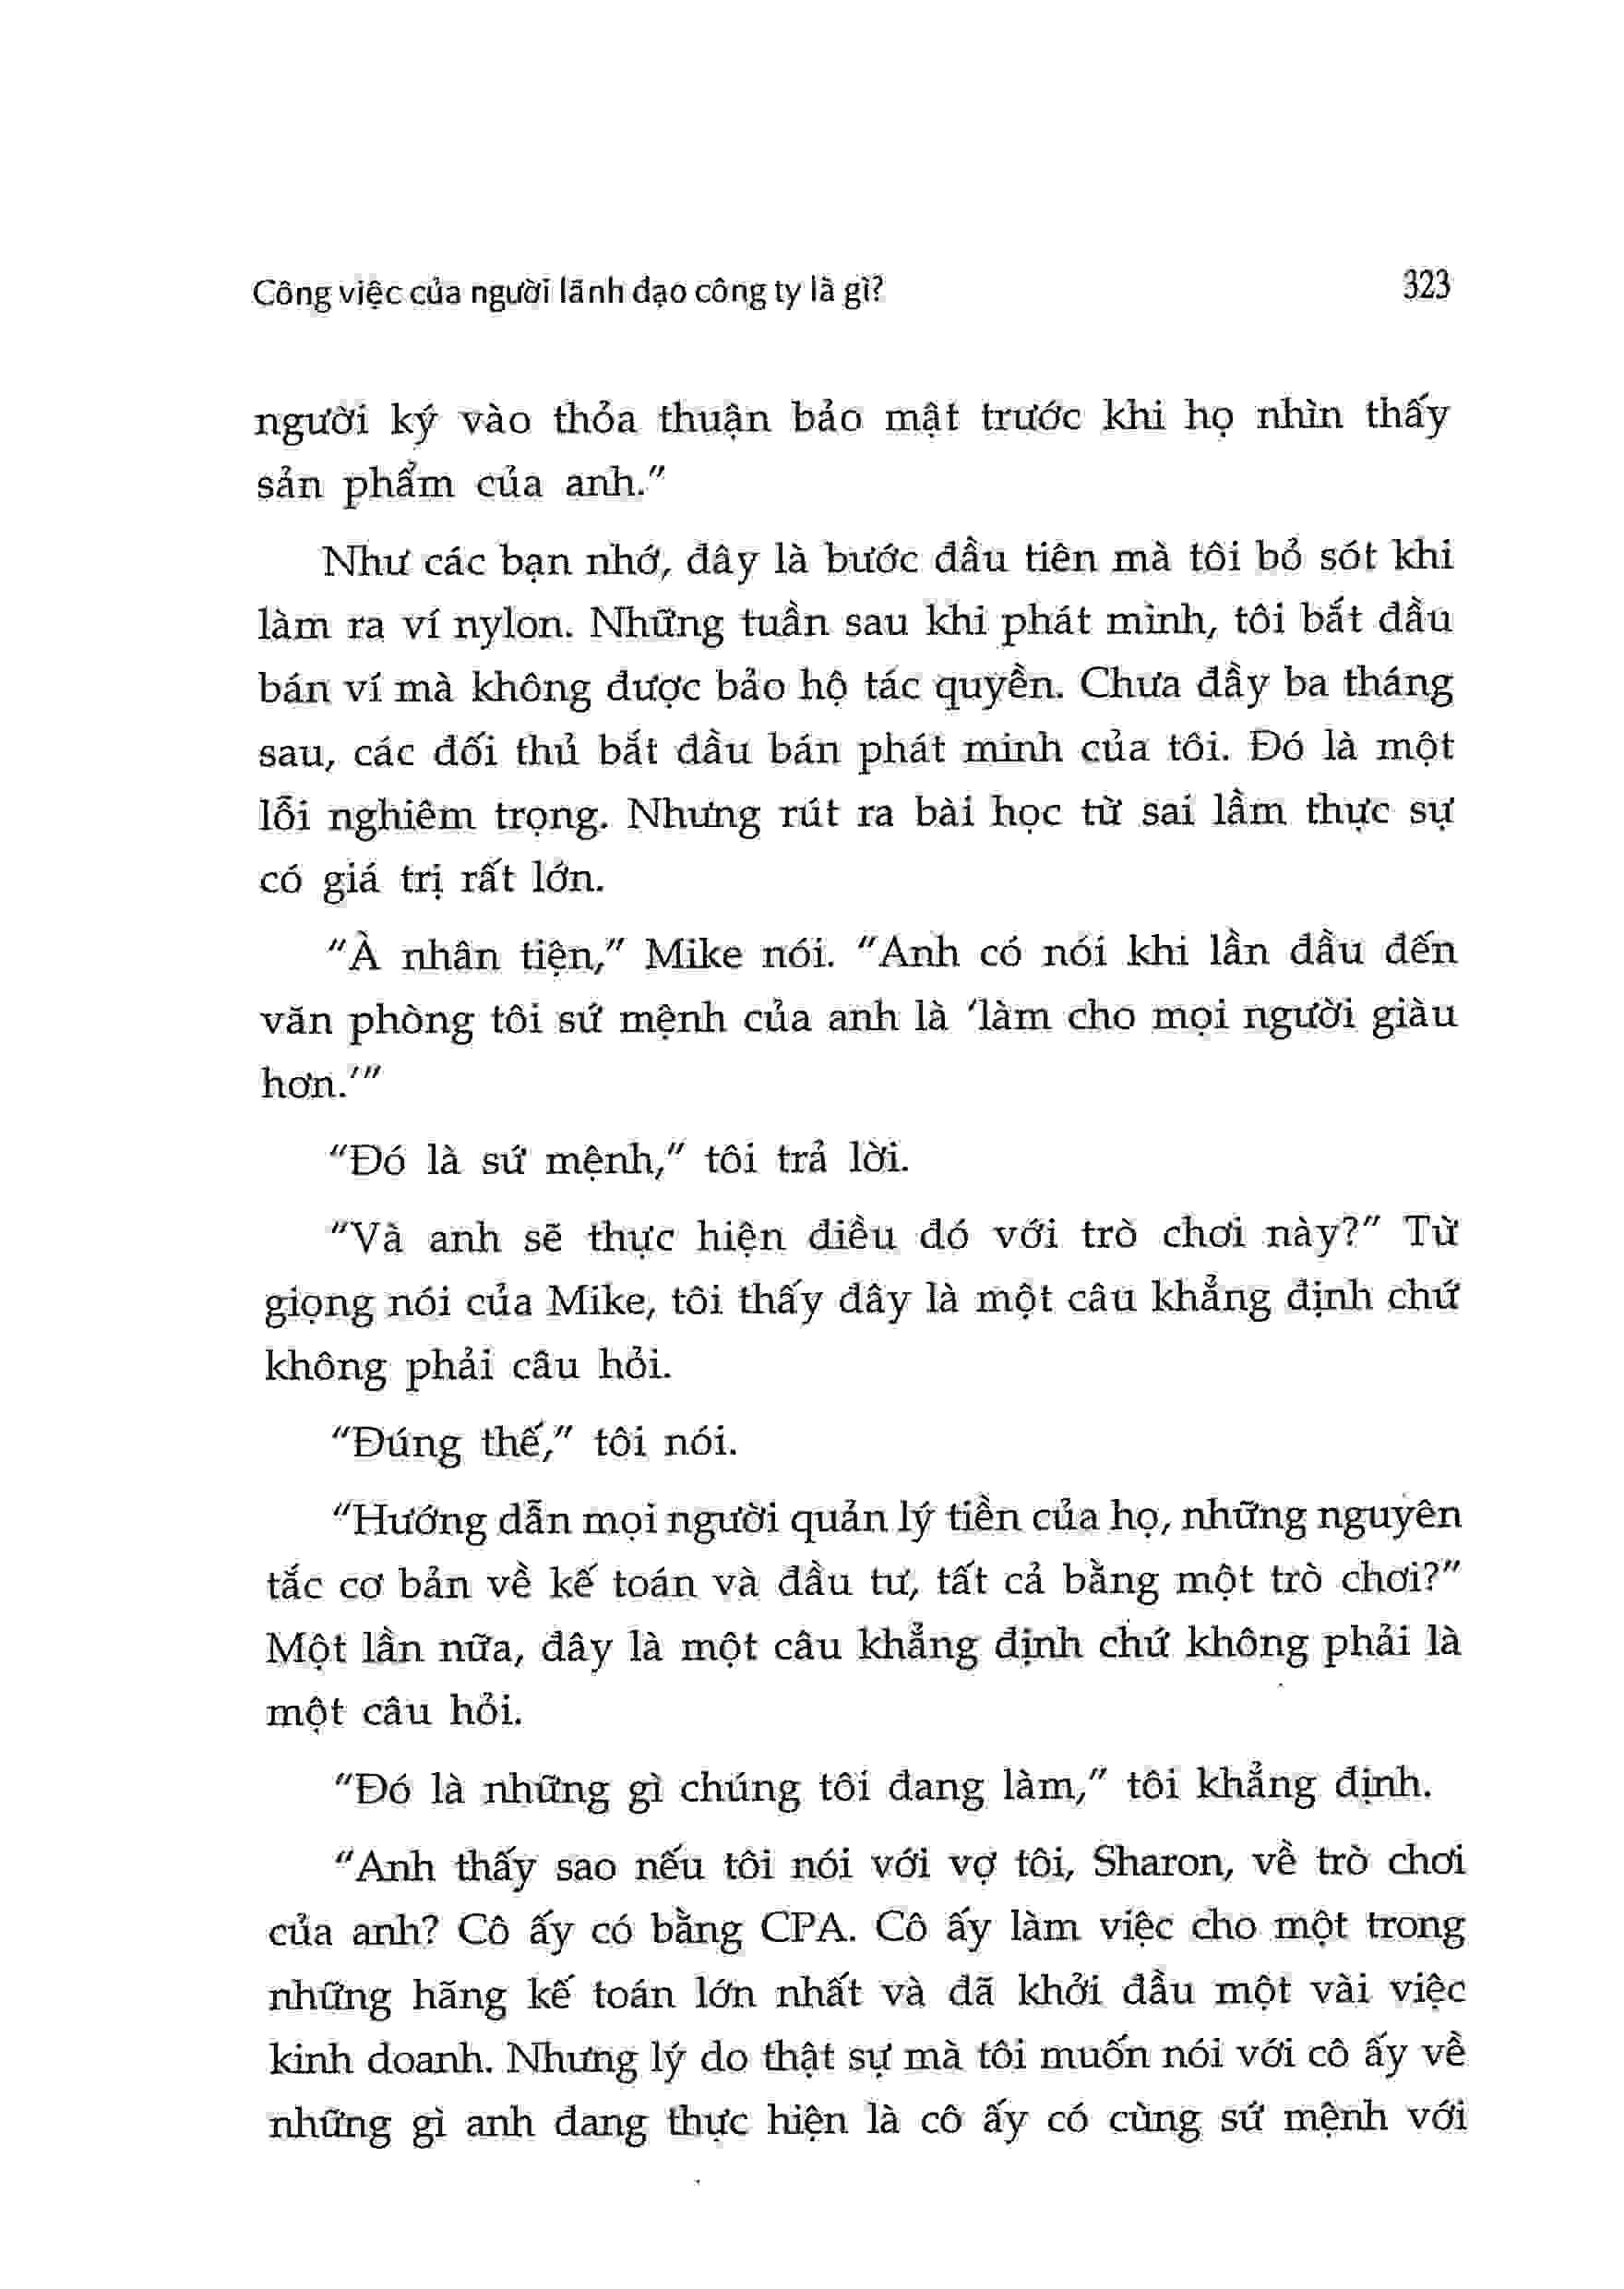 Công việc của người lãnh đạo công ty là gì?
323
người ký vào thỏa thuận bảo mật trước khi họ nhìn thấy
sản phẩm của anh."
Như các bạn nhớ, đây là bước đầu tiên mà tôi bỏ sót khi
làm ra ví nylon. Những tuần sau khi phát minh, tôi bắt đầu
bán ví mà không được bảo hộ tác quyền. Chưa đầy ba tháng
sau, các đối thủ bắt đầu bán phát minh của tôi. Đó là một
lỗi nghiêm trọng. Nhưng rút ra bài học từ sai lầm thực sự
có giá trị rất lớn.
"À nhân tiện," Mike nói. "Anh có nói khi lần đầu đến
văn phòng tôi sứ mệnh của anh là 'làm cho mọi người giàu
hơn.'"
"Đó là sứ mệnh," tôi trả lời.
"Và anh sẽ thực hiện điều đó với trò chơi này?" Từ
giọng nói của Mike, tôi thấy đây là một câu khẳng định chứ
không phải câu hỏi.
"Đúng thế," tôi nói.
"Hướng dẫn mọi người quản lý tiền của họ, những nguyên
tắc cơ bản về kế toán và đầu tư, tất cả bằng một trò chơi?"
Một lần nữa, đây là một câu khẳng định chứ không phải là
một câu hỏi.
"Đó là những gì chúng tôi đang làm," tôi khẳng định.
"Anh thấy sao nếu tôi nói với vợ tôi, Sharon, về trò chơi
của anh? Cô ấy có bằng CPA. Cô ấy làm việc cho một trong
những hãng kế toán lớn nhất và đã khởi đầu một vài việc
kinh doanh. Nhưng lý do thật sự mà tôi muốn nói với cô ấy về
những gì anh đang thực hiện là cô ấy có cùng sứ mệnh với